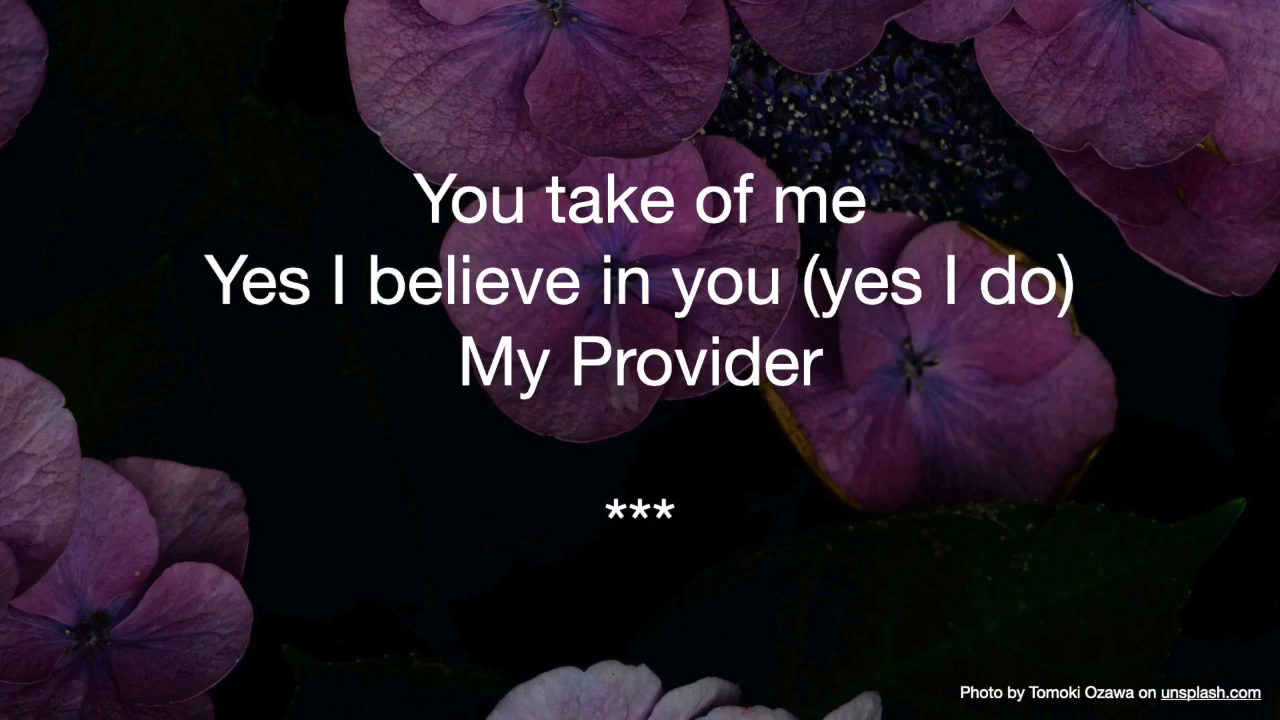 You take of me
Yes I believe in you (yes I do)
My Provider
***
Photo by Tomoki Ozawa on unsplash.com